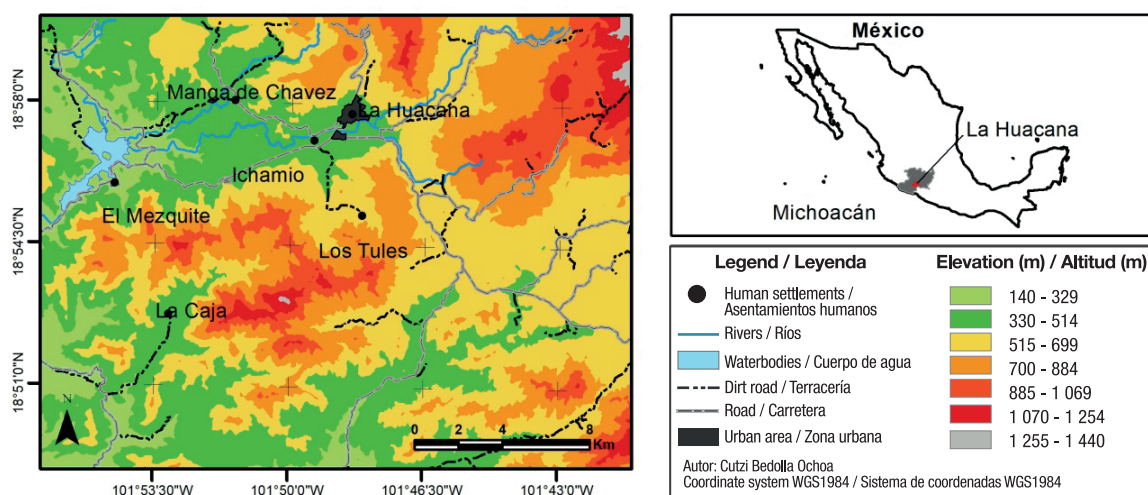 18°58'0"N
18°54'30"N
18°51'0"N
Manga de Chavez
La Huacana
Ichamio
El Mezquite
Los Tules
La Caja
N
0 2 4 8
Km
101°53'30"W
101°50'0"W
101°46'30"W
101°43'0"W
México
La Huacana
Michoacán
Legend / Leyenda
Human settlements /
Asentamientos humanos
Rivers / Ríos
Waterbodies / Cuerpo de agua
Dirt road / Terracería
Road / Carretera
Urban area / Zona urbana
Elevation (m) / Altitud (m)
140 - 329
330 - 514
515 - 699
700 - 884
885 - 1 069
1 070 - 1 254
1 255 - 1 440
Autor: Cutzi Bedolla Ochoa
Coordinate system WGS1984 / Sistema de coordenadas WGS1984